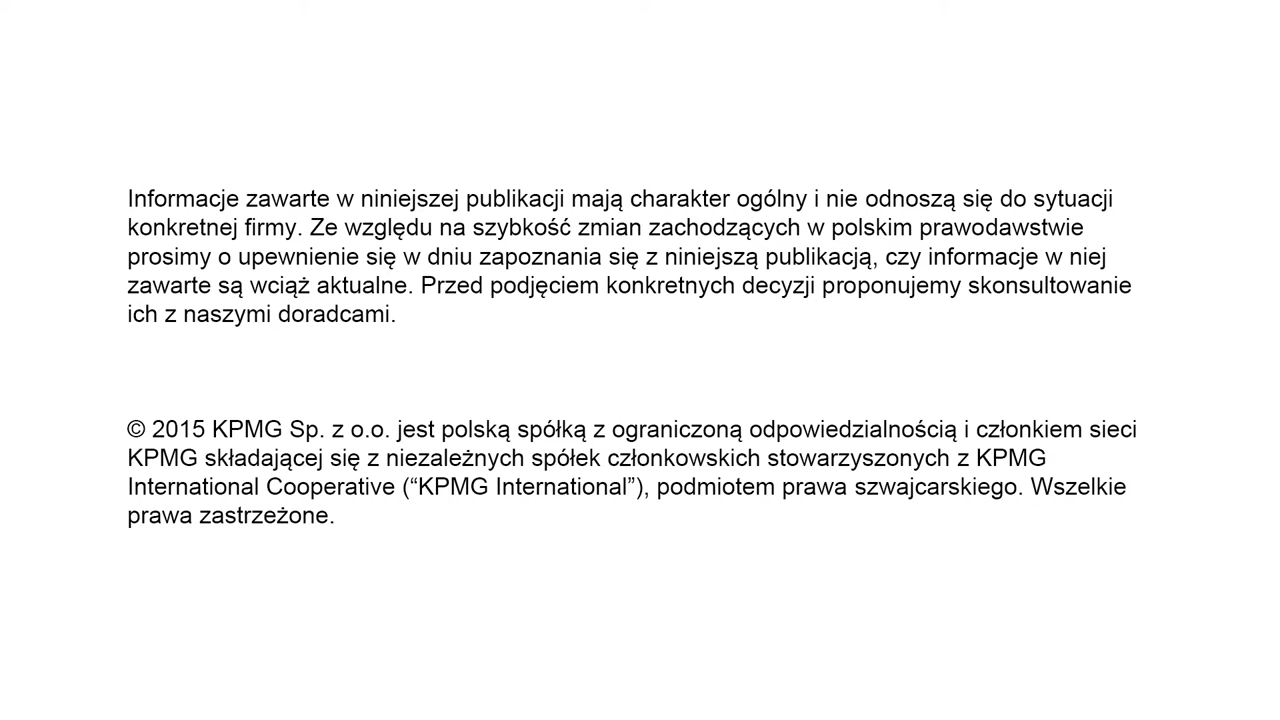 Informacje zawarte w niniejszej publikacji mają charakter ogólny i nie odnoszą się do sytuacji
konkretnej firmy. Ze względu na szybkość zmian zachodzących w polskim prawodawstwie
prosimy o upewnienie się w dniu zapoznania się z niniejszą publikacją, czy informacje w niej
zawarte są wciąż aktualne. Przed podjęciem konkretnych decyzji proponujemy skonsultowanie
ich z naszymi doradcami.
© 2015 KPMG Sp. z o.o. jest polską spółką z ograniczoną odpowiedzialnością i członkiem sieci
KPMG składającej się z niezależnych spółek członkowskich stowarzyszonych z KPMG
International Cooperative (“KPMG International”), podmiotem prawa szwajcarskiego. Wszelkie
prawa zastrzeżone.